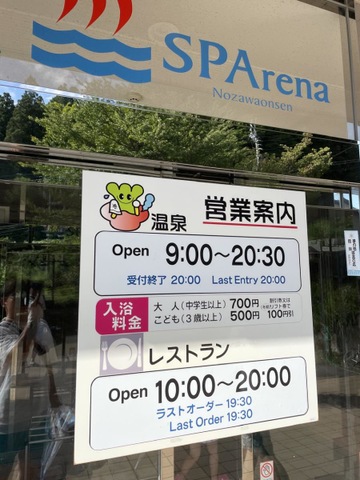 SPArena
Nozawaonsen
温泉 営業案内
Open 9:00〜20:30
受付終了 20:00 Last Entry 20:00
入浴料金
大人(中学生以上) 700円
こども(3歳以上) 500円 100円引
レストラン
Open 10:00〜20:00
ラストオーダー 19:30
Last Order 19:30